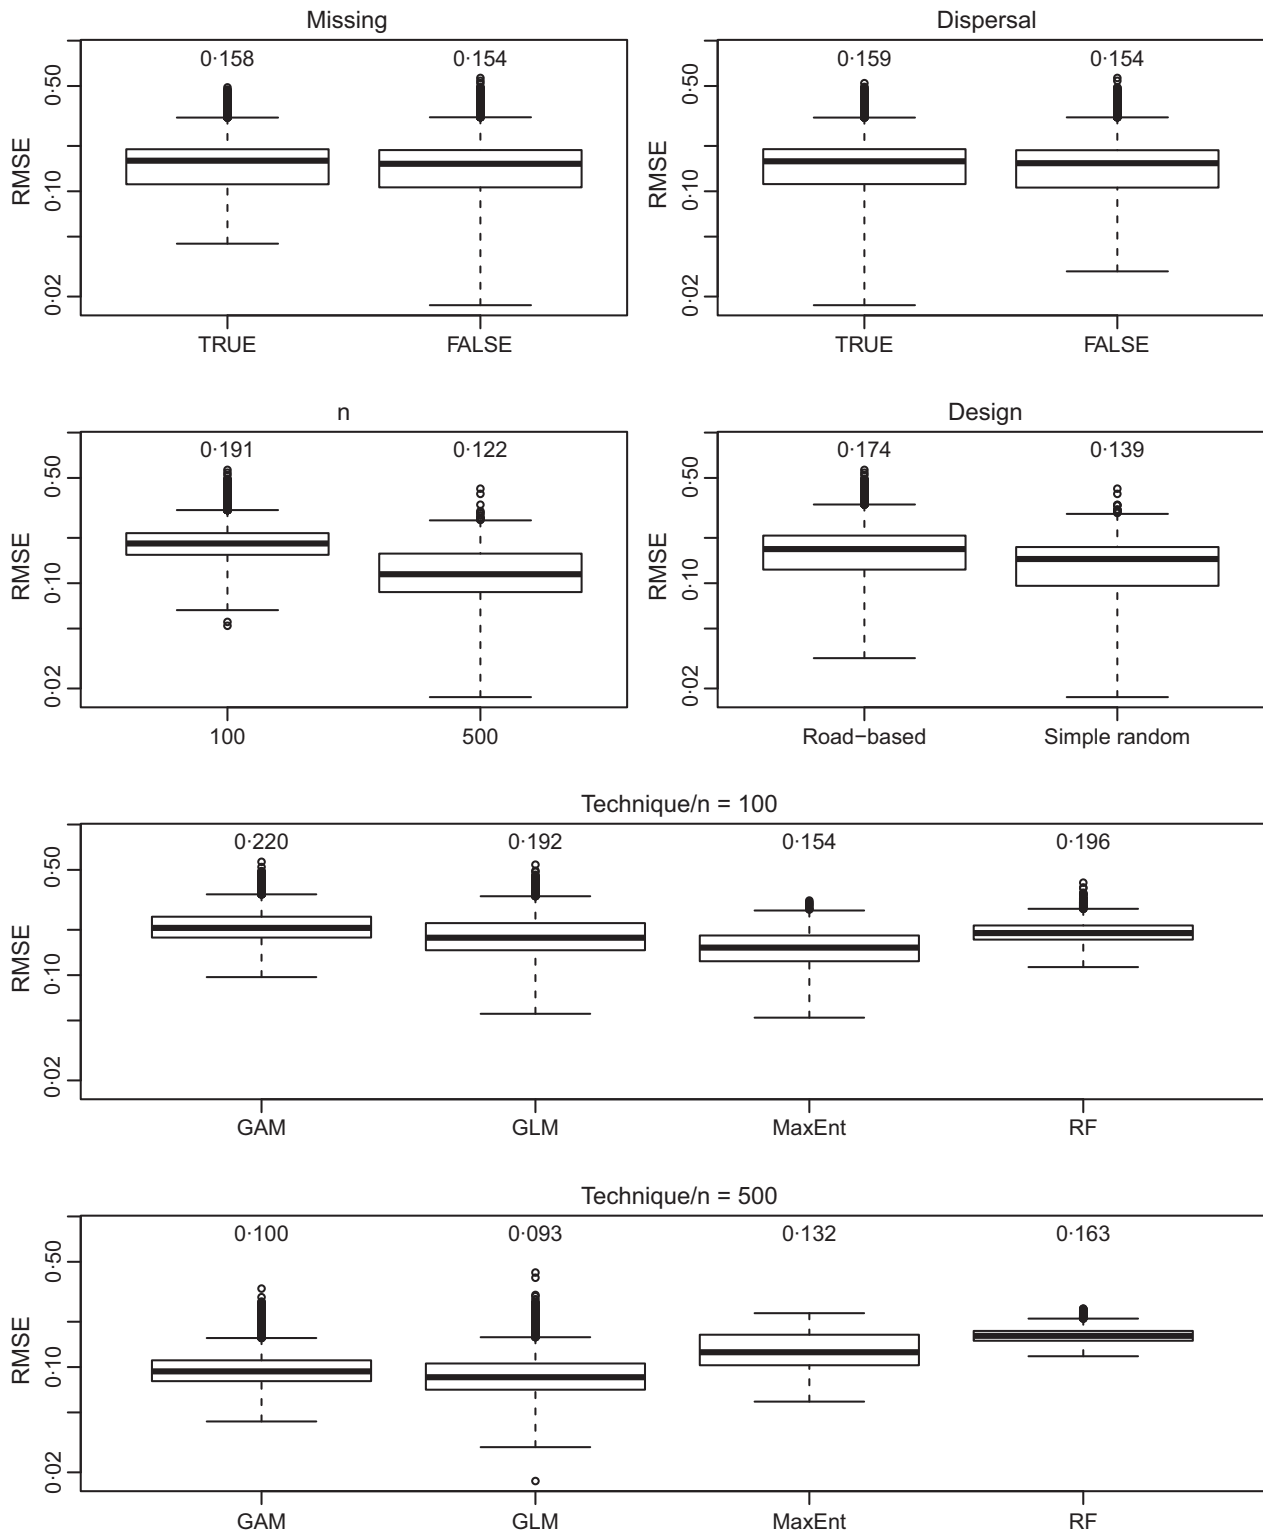 Missing
0·158 0·154
RMSE
0·50
0·10
0·02
TRUE FALSE
Dispersal
0·159 0·154
RMSE
0·50
0·10
0·02
TRUE FALSE
n
0·191 0·122
RMSE
0·50
0·10
0·02
100 500
Design
0·174 0·139
RMSE
0·50
0·10
0·02
Road−based Simple random
Technique/n = 100
0·220 0·192 0·154 0·196
RMSE
0·50
0·10
0·02
GAM GLM MaxEnt RF
Technique/n = 500
0·100 0·093 0·132 0·163
RMSE
0·50
0·10
0·02
GAM GLM MaxEnt RF